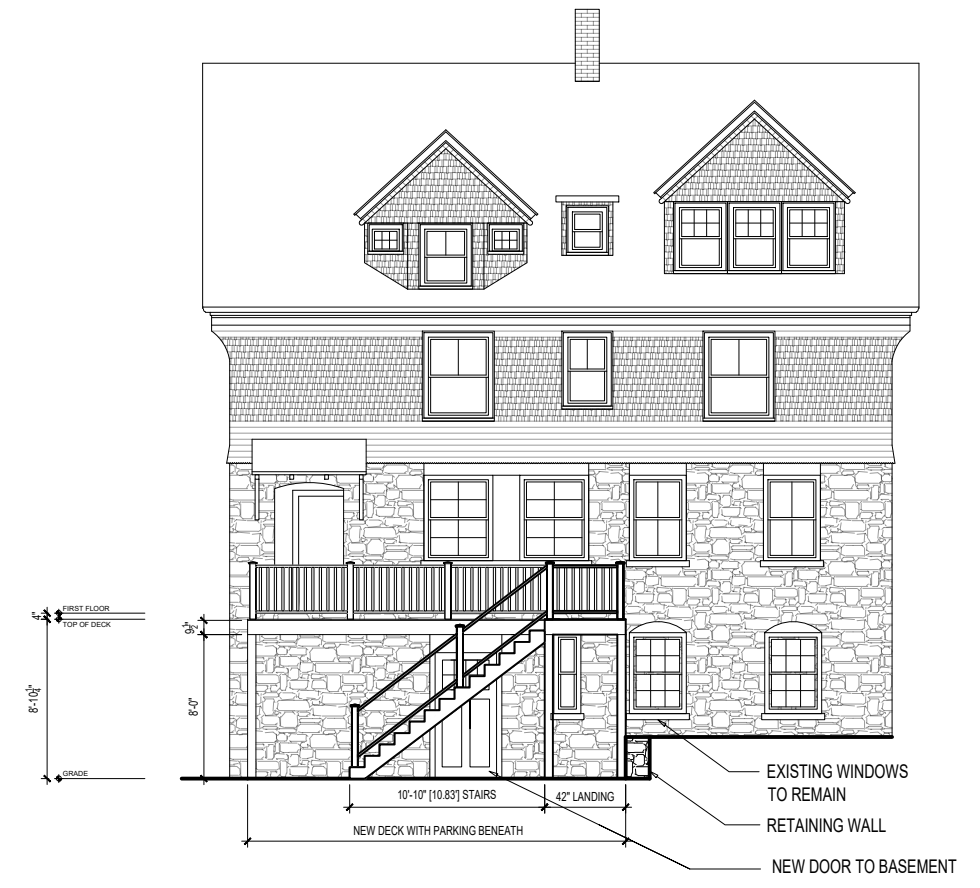 FIRST FLOOR
4"
TOP OF DECK
9½"
8'-10¼"
8'-0"
GRADE
10'-10" [10.83'] STAIRS
42" LANDING
NEW DECK WITH PARKING BENEATH
EXISTING WINDOWS
TO REMAIN
RETAINING WALL
NEW DOOR TO BASEMENT